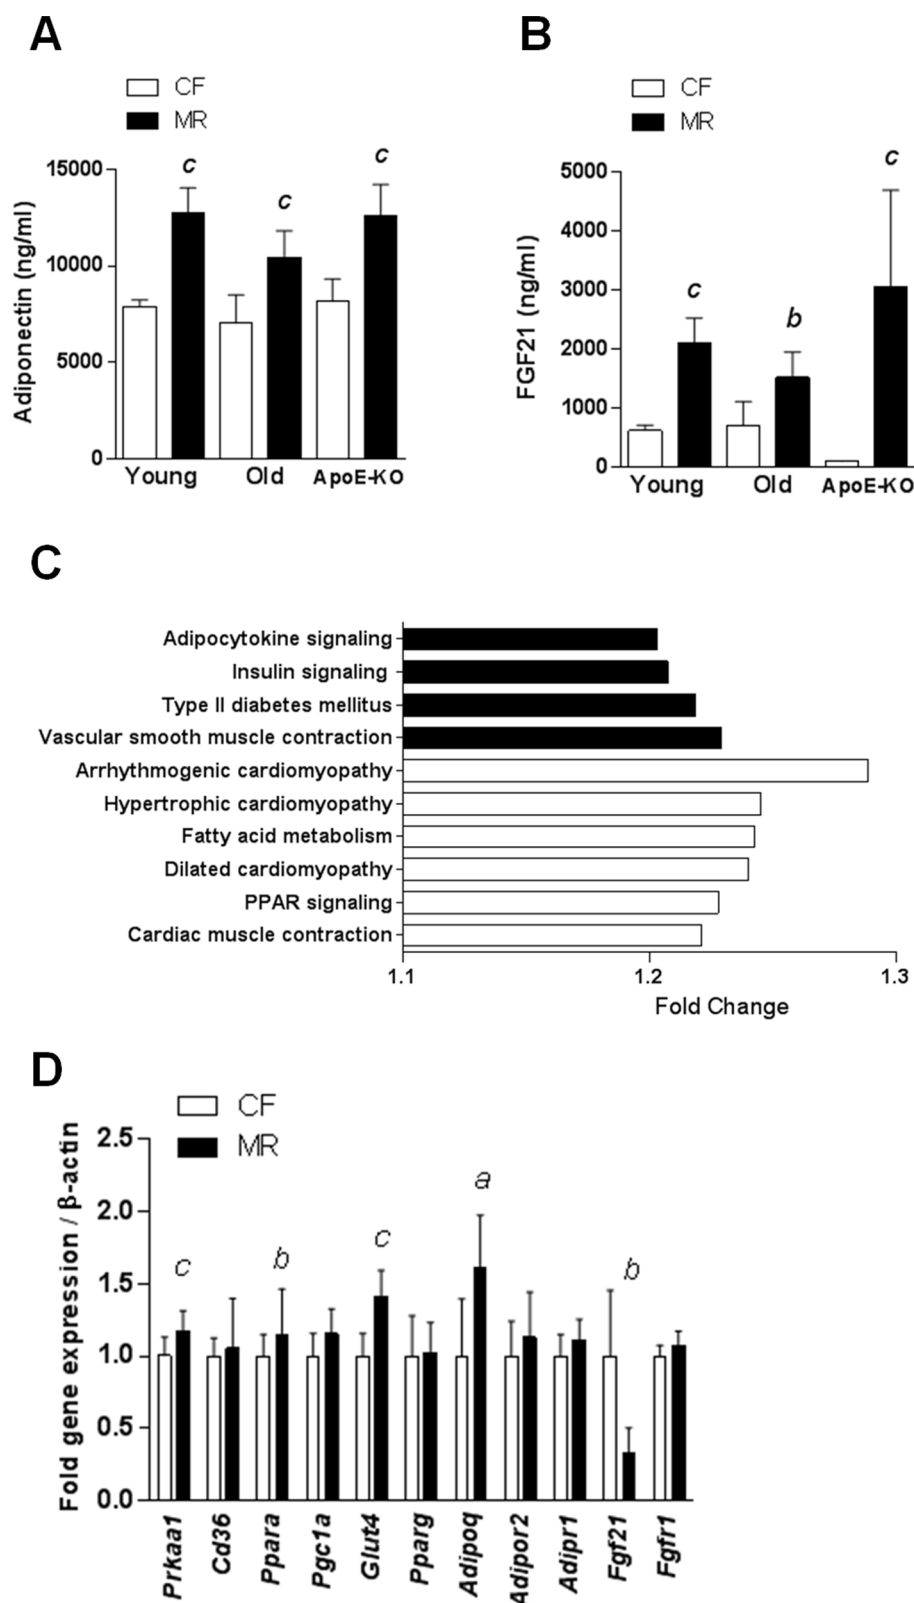 A
CF
MR
c
c
c
15000
10000
5000
0
Adiponectin (ng/ml)
Young
Old
ApoE-KO
B
CF
MR
c
b
c
5000
4000
3000
2000
1000
0
FGF21 (ng/ml)
Young
Old
ApoE-KO
C
Adipocytokine signaling
Insulin signaling
Type II diabetes mellitus
Vascular smooth muscle contraction
Arrhythmogenic cardiomyopathy
Hypertrophic cardiomyopathy
Fatty acid metabolism
Dilated cardiomyopathy
PPAR signaling
Cardiac muscle contraction
1.1
1.2
1.3
Fold Change
D
CF
MR
2.5
2.0
1.5
1.0
0.5
0.0
Fold gene expression / β-actin
c
b
c
a
b
Prkaa1
Cd36
Ppara
Pgc1a
Glut4
Pparg
Adipoq
Adipor2
Adipr1
Fgf21
Fgfr1